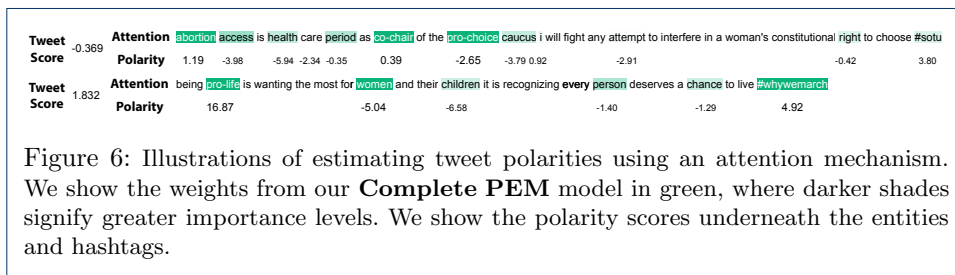 Tweet Score -0.369 Attention abortion access is health care period as co-chair of the pro-choice caucus i will fight any attempt to interfere in a woman's constitutional right to choose #sotu
Polarity 1.19 -3.98 -5.94 -2.34 -0.35 0.39 -2.65 -3.79 0.92 -2.91 -0.42 3.80
Tweet Score 1.832 Attention being pro-life is wanting the most for women and their children it is recognizing every person deserves a chance to live #whywemarch
Polarity 16.87 -5.04 -6.58 -1.40 -1.29 4.92
Figure 6: Illustrations of estimating tweet polarities using an attention mechanism.
We show the weights from our Complete PEM model in green, where darker shades
signify greater importance levels. We show the polarity scores underneath the entities
and hashtags.